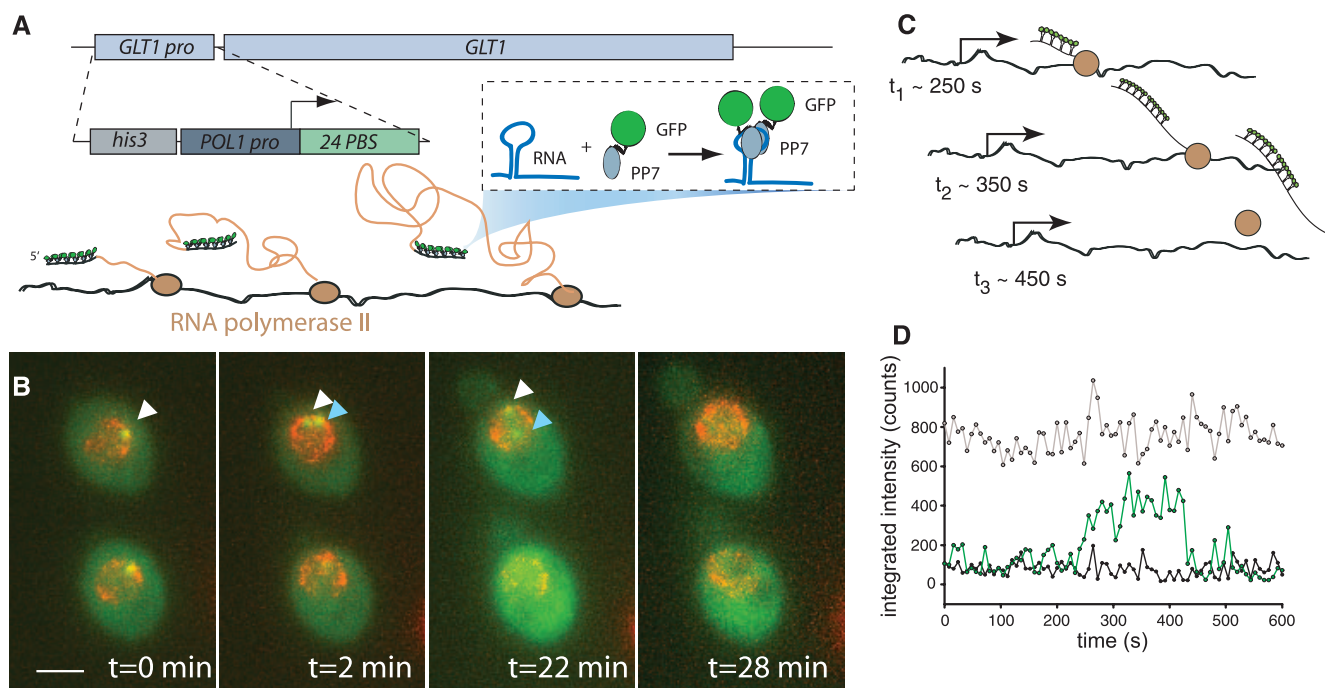 A
GLT1 pro
GLT1
his3
POL1 pro
24 PBS
RNA
+
GFP
PP7
GFP
PP7
5'
RNA polymerase II
B
t=0 min
t=2 min
t=22 min
t=28 min
C
t1 ~ 250 s
t2 ~ 350 s
t3 ~ 450 s
D
integrated intensity (counts)
1000
800
600
400
200
0
0 100 200 300 400 500 600
time (s)